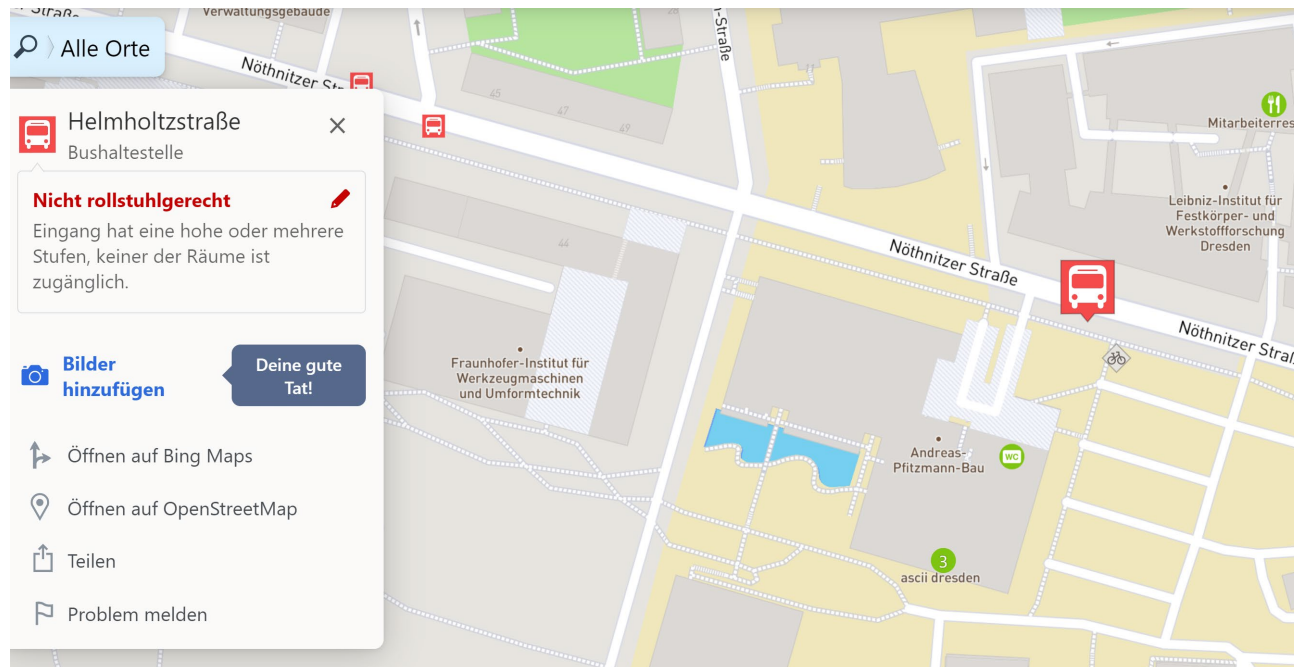 Verwaltungsgebäude
Alle Orte
Nöthnitzer Str
45
47
49
Helmholtzstraße
Bushaltestelle
Nicht rollstuhlgerecht
Eingang hat eine hohe oder mehrere
Stufen, keiner der Räume ist
zugänglich.
Bilder
hinzufügen
Deine gute
Tat!
Öffnen auf Bing Maps
Öffnen auf OpenStreetMap
Teilen
Problem melden
44
Fraunhofer-Institut für
Werkzeugmaschinen
und Umformtechnik
-Straße
Mitarbeiterres
Leibniz-Institut für
Festkörper- und
Werkstoffforschung
Dresden
Nöthnitzer Straße
Nöthnitzer Straß
Andreas-
Pfitzmann-Bau
WC
3
ascii dresden